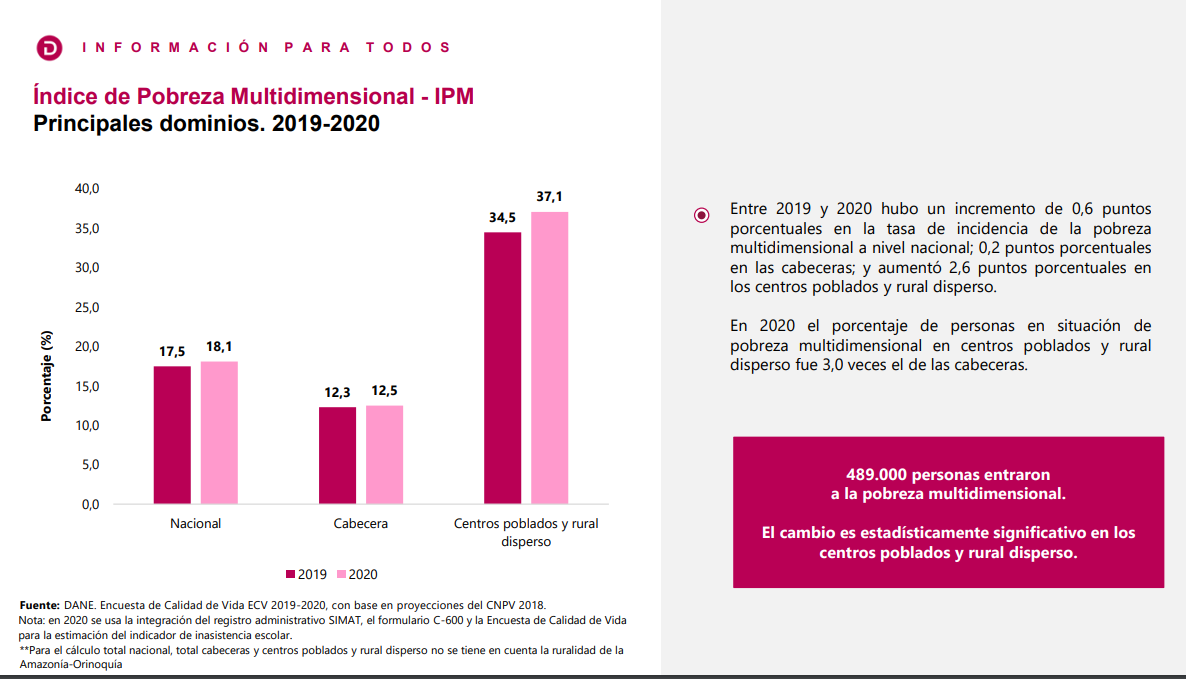 INFORMACIÓN PARA TODOS
Índice de Pobreza Multidimensional - IPM
Principales dominios. 2019-2020
Porcentaje (%)
40,0
35,0
30,0
25,0
20,0
15,0
10,0
5,0
0,0
17,5
18,1
12,3
12,5
34,5
37,1
Nacional
Cabecera
Centros poblados y rural
disperso
2019
2020
Fuente: DANE. Encuesta de Calidad de Vida ECV 2019-2020, con base en proyecciones del CNPV 2018.
Nota: en 2020 se usa la integración del registro administrativo SIMAT, el formulario C-600 y la Encuesta de Calidad de Vida
para la estimación del indicador de inasistencia escolar.
**Para el cálculo total nacional, total cabeceras y centros poblados y rural disperso no se tiene en cuenta la ruralidad de la
Amazonía-Orinoquía
Entre 2019 y 2020 hubo un incremento de 0,6 puntos
porcentuales en la tasa de incidencia de la pobreza
multidimensional a nivel nacional; 0,2 puntos porcentuales
en las cabeceras; y aumentó 2,6 puntos porcentuales en
los centros poblados y rural disperso.
En 2020 el porcentaje de personas en situación de
pobreza multidimensional en centros poblados y rural
disperso fue 3,0 veces el de las cabeceras.
489.000 personas entraron
a la pobreza multidimensional.
El cambio es estadísticamente significativo en los
centros poblados y rural disperso.